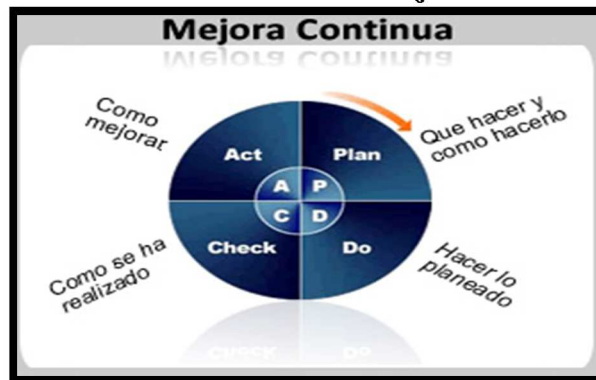 Mejora Continua
Como
mejorar
Que hacer y
como hacerlo
Act
Plan
A
P
C
D
Check
Do
Como se ha
realizado
Hacer lo
planeado